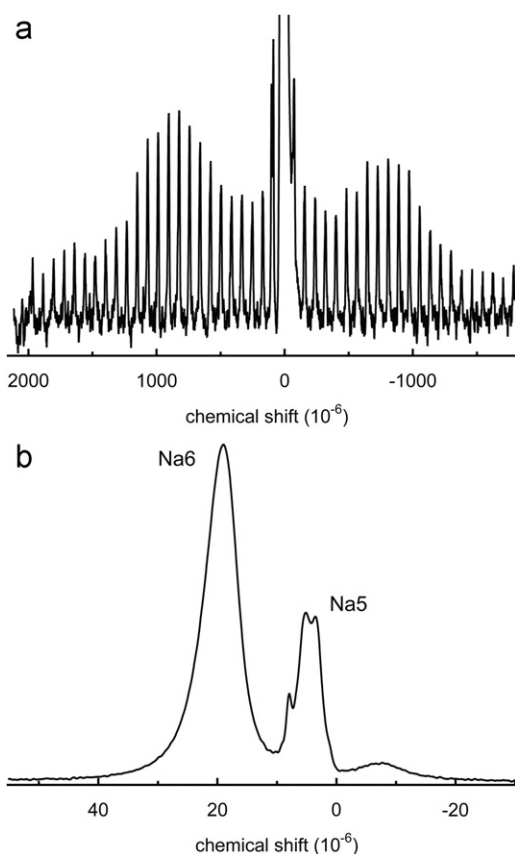 a
2000 1000 0 -1000
chemical shift (10⁻⁶)
b
Na6
Na5
40 20 0 -20
chemical shift (10⁻⁶)